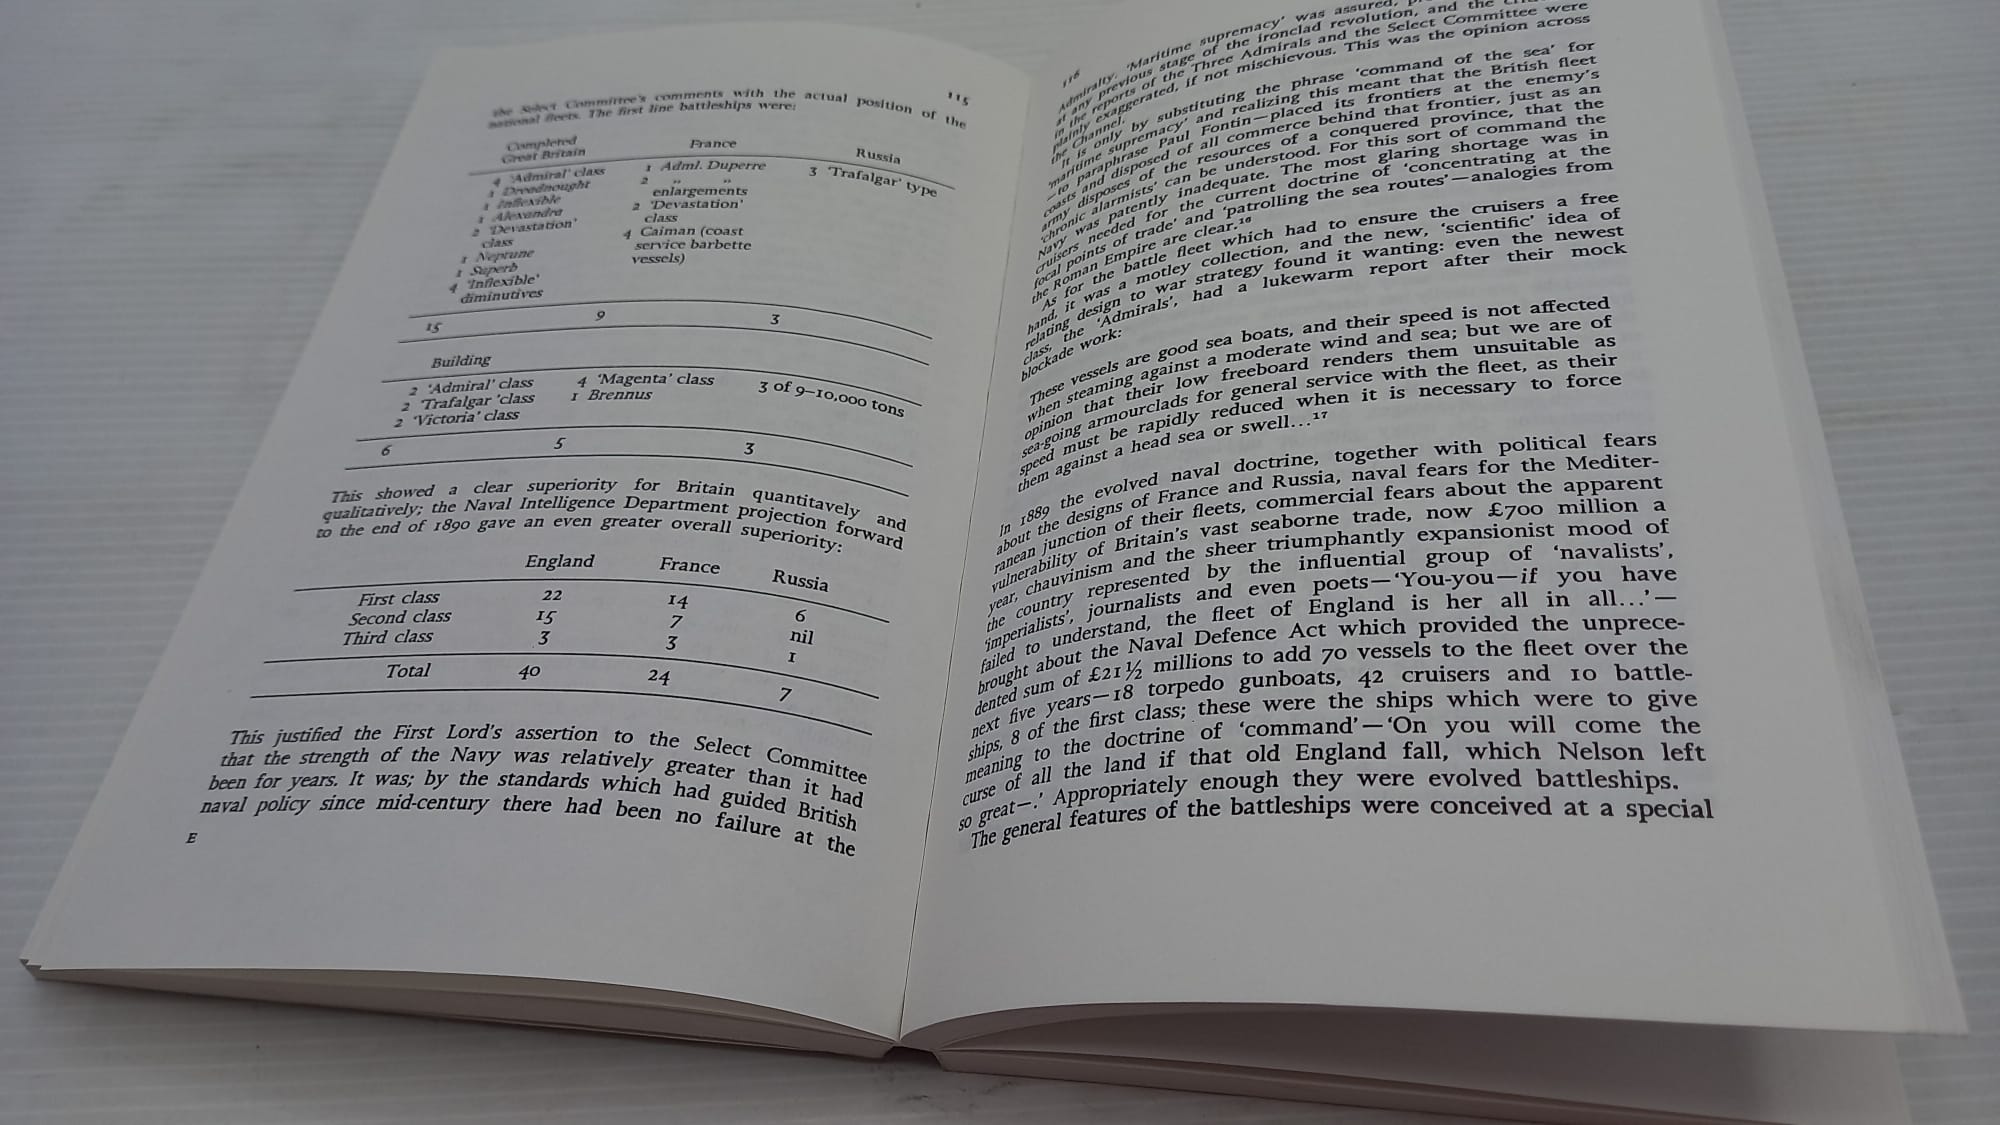 115
the Select Committee's comments with the actual position of the
national fleets. The first line battleships were:
Completed
Great Britain France Russia
4 'Admiral' class 1 Adml. Duperre 3 'Trafalgar' type
1 Dreadnought 2 " "
1 Inflexible enlargements
1 Alexandra 2 'Devastation'
2 'Devastation' class
class 4 Caiman (coast
1 Neptune service barbette
1 Superb vessels)
4 'Inflexible'
diminutives
15 9 3
Building
2 'Admiral' class 4 'Magenta' class 3 of 9–10,000 tons
2 'Trafalgar 'class 1 Brennus
2 'Victoria' class
6 5 3
This showed a clear superiority for Britain quantitavely and
qualitatively; the Naval Intelligence Department projection forward
to the end of 1890 gave an even greater overall superiority:
England France Russia
First class 22 14 6
Second class 15 7 nil
Third class 3 3 1
Total 40 24 7
This justified the First Lord's assertion to the Select Committee
that the strength of the Navy was relatively greater than it had
been for years. It was; by the standards which had guided British
naval policy since mid-century there had been no failure at the
E
116
Admiralty. 'Maritime supremacy' was assured,
at any previous stage of the ironclad revolution, and the
in the reports of the Three Admirals and the Select Committee were
plainly exaggerated, if not mischievous. This was the opinion across
the Channel.
It is only by substituting the phrase 'command of the sea' for
'maritime supremacy' and realizing this meant that the British fleet
—to paraphrase Paul Fontin—placed its frontiers at the enemy's
coasts and disposed of all commerce behind that frontier, just as an
army disposes of the resources of a conquered province, that the
'chronic alarmists' can be understood. For this sort of command the
Navy was patently inadequate. The most glaring shortage was in
cruisers needed for the current doctrine of 'concentrating at the
focal points of trade' and 'patrolling the sea routes'—analogies from
the Roman Empire are clear.16
As for the battle fleet which had to ensure the cruisers a free
hand, it was a motley collection, and the new, 'scientific' idea of
relating design to war strategy found it wanting: even the newest
class, the 'Admirals', had a lukewarm report after their mock
blockade work:
These vessels are good sea boats, and their speed is not affected
when steaming against a moderate wind and sea; but we are of
opinion that their low freeboard renders them unsuitable as
sea-going armourclads for general service with the fleet, as their
speed must be rapidly reduced when it is necessary to force
them against a head sea or swell...17
In 1889 the evolved naval doctrine, together with political fears
about the designs of France and Russia, naval fears for the Mediter-
ranean junction of their fleets, commercial fears about the apparent
vulnerability of Britain's vast seaborne trade, now £700 million a
year, chauvinism and the sheer triumphantly expansionist mood of
the country represented by the influential group of 'navalists',
'imperialists', journalists and even poets—'You-you—if you have
failed to understand, the fleet of England is her all in all...'—
brought about the Naval Defence Act which provided the unprece-
dented sum of £21½ millions to add 70 vessels to the fleet over the
next five years—18 torpedo gunboats, 42 cruisers and 10 battle-
ships, 8 of the first class; these were the ships which were to give
meaning to the doctrine of 'command'—'On you will come the
curse of all the land if that old England fall, which Nelson left
so great—.' Appropriately enough they were evolved battleships.
The general features of the battleships were conceived at a special